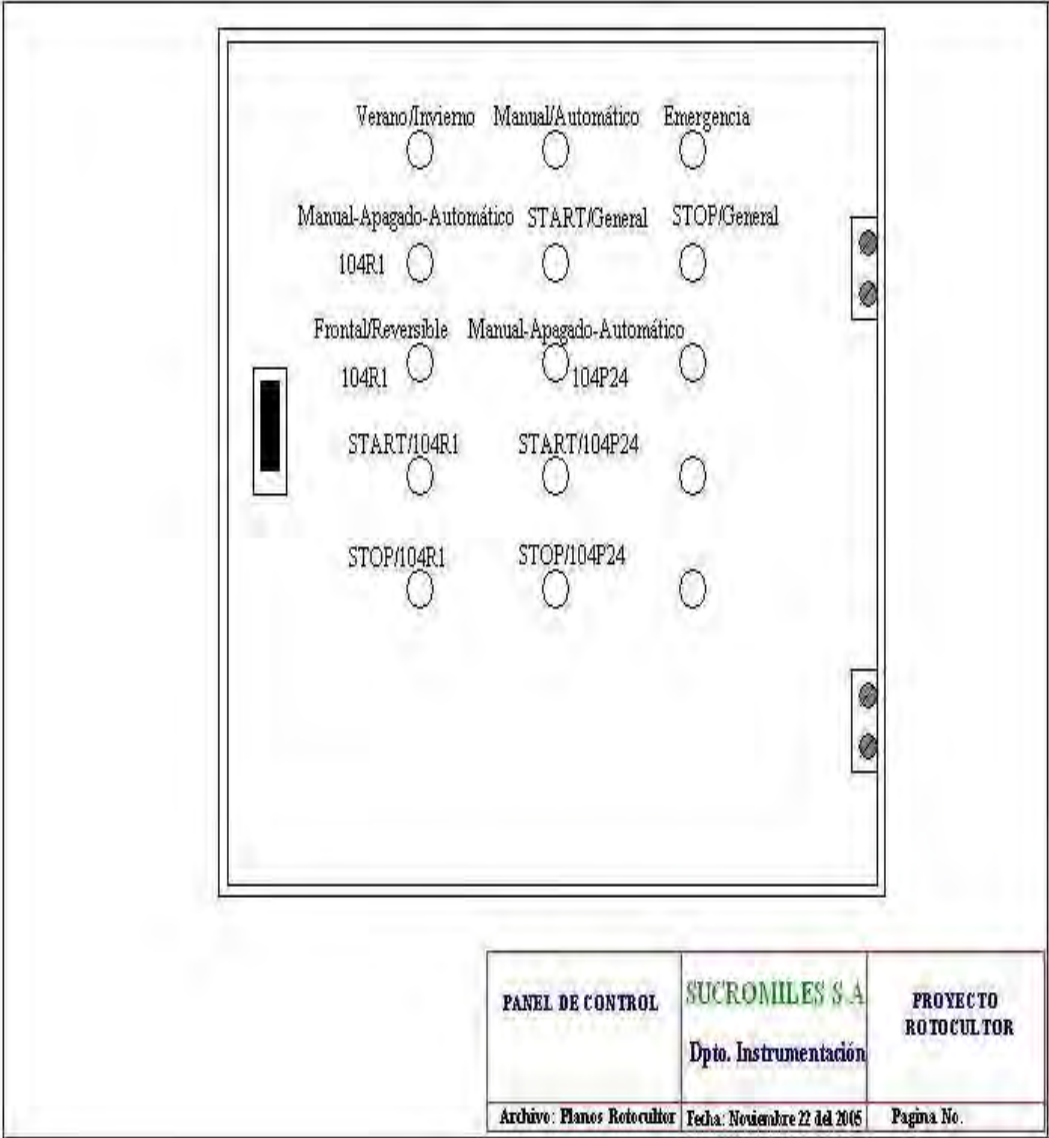 Verano/Invierno Manual/Automático Emergencia
Manual-Apagado-Automático START/General STOP/General
104R1
Frontal/Reversible Manual-Apagado-Automático
104R1 104P24
START/104R1 START/104P24
STOP/104R1 STOP/104P24
PANEL DE CONTROL
SUCROMILES S.A
Dpto. Instrumentación
PROYECTO
ROTOCULTOR
Archivo: Planos Rotocultor
Fecha: Noviembre 22 del 2005
Pagina No.